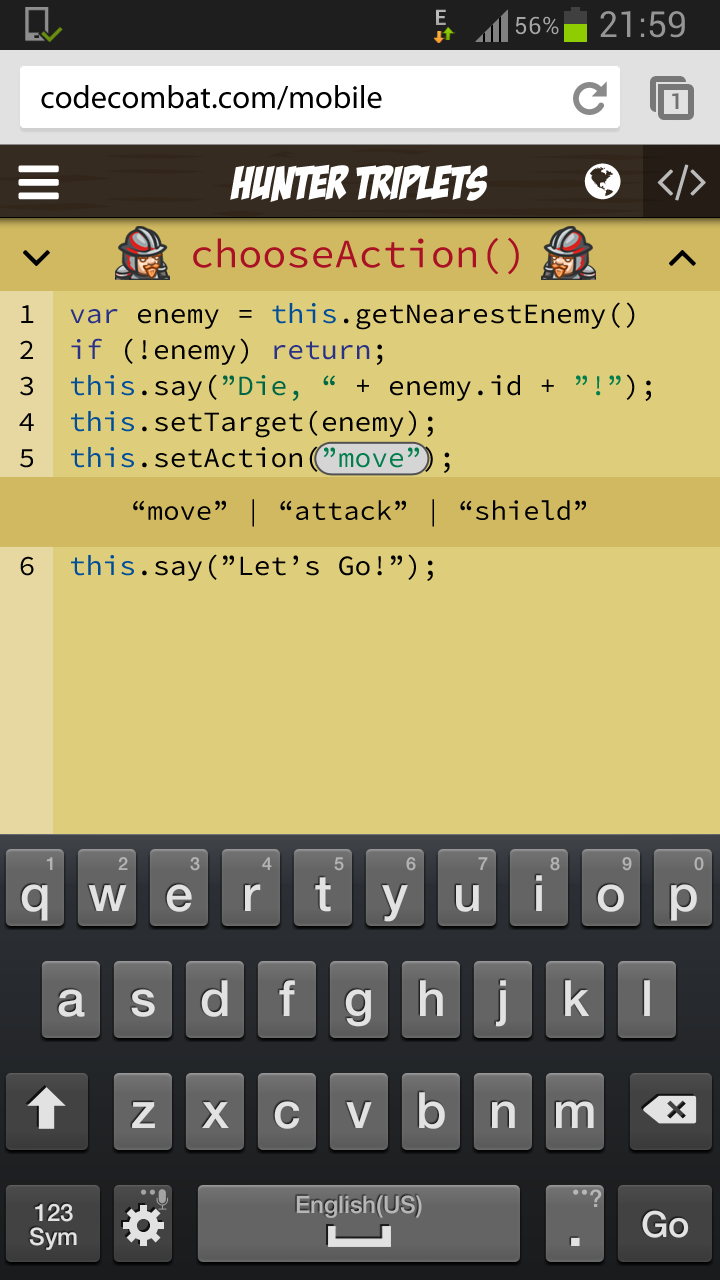 E 56% 21:59
codecombat.com/mobile 1
HUNTER TRIPLETS </>
chooseAction()
1 var enemy = this.getNearestEnemy()
2 if (!enemy) return;
3 this.say(”Die, “ + enemy.id + ”!”);
4 this.setTarget(enemy);
5 this.setAction(”move”);
“move” | “attack” | “shield”
6 this.say(”Let’s Go!”);
1 2 3 4 5 6 7 8 9 0
q w e r t y u i o p
a s d f g h j k l
z x c v b n m
123 English(US) ?
Sym . Go